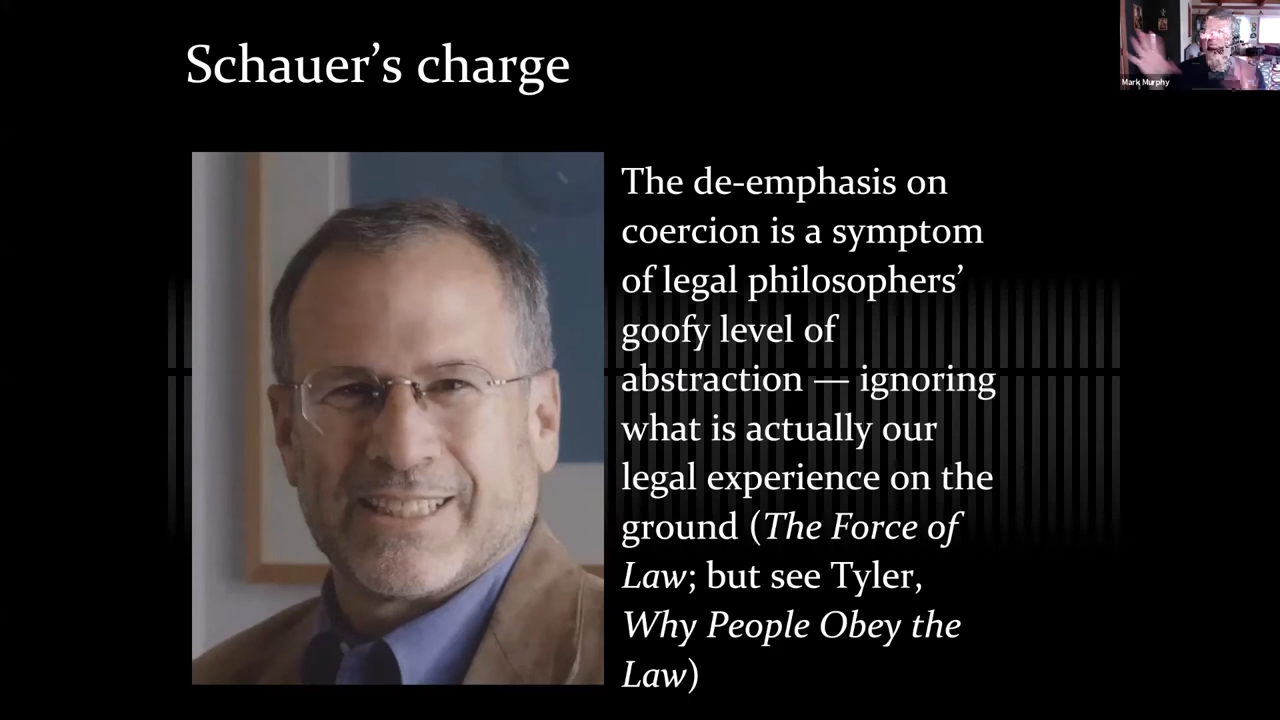 Schauer’s charge
Mark Murphy
The de-emphasis on
coercion is a symptom
of legal philosophers’
goofy level of
abstraction — ignoring
what is actually our
legal experience on the
ground (The Force of
Law; but see Tyler,
Why People Obey the
Law)